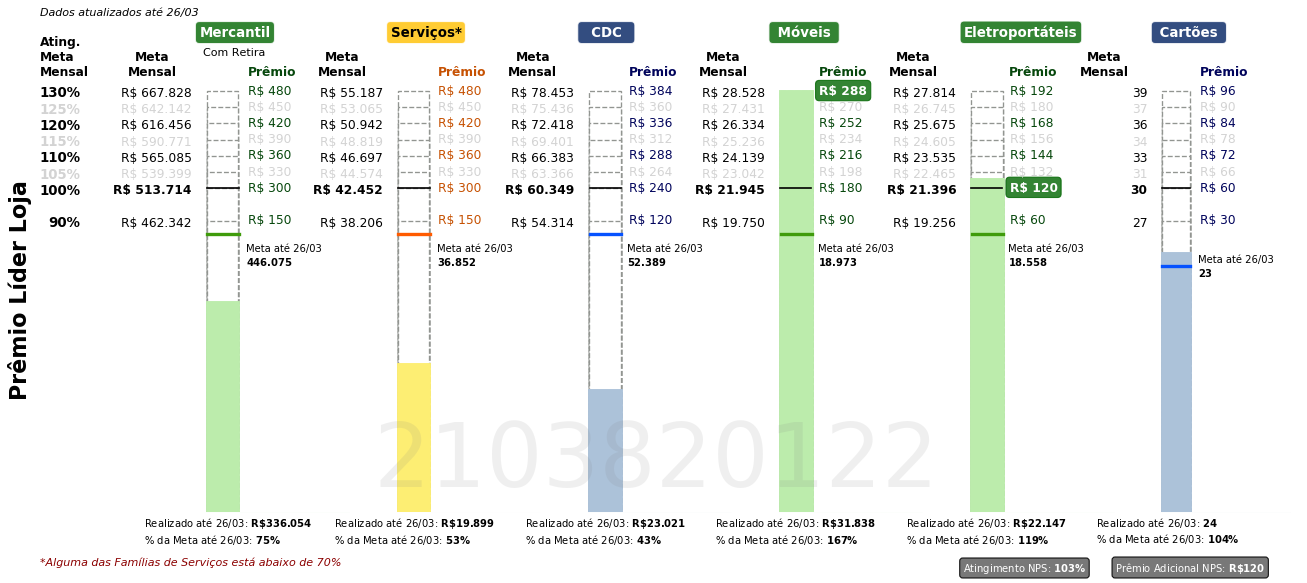 Dados atualizados até 26/03
Mercantil Serviços* CDC Móveis Eletroportáteis Cartões
Com Retira
Ating. Meta Mensal
Meta Mensal Prêmio Meta Mensal Prêmio Meta Mensal Prêmio Meta Mensal Prêmio Meta Mensal Prêmio Meta Mensal Prêmio
130% R$ 667.828 R$ 480 R$ 55.187 R$ 480 R$ 78.453 R$ 384 R$ 28.528 R$ 288 R$ 27.814 R$ 192 39 R$ 96
125% R$ 642.142 R$ 450 R$ 53.065 R$ 450 R$ 75.436 R$ 360 R$ 27.431 R$ 270 R$ 26.745 R$ 180 37 R$ 90
120% R$ 616.456 R$ 420 R$ 50.942 R$ 420 R$ 72.418 R$ 336 R$ 26.334 R$ 252 R$ 25.675 R$ 168 36 R$ 84
115% R$ 590.771 R$ 390 R$ 48.819 R$ 390 R$ 69.401 R$ 312 R$ 25.236 R$ 234 R$ 24.605 R$ 156 34 R$ 78
110% R$ 565.085 R$ 360 R$ 46.697 R$ 360 R$ 66.383 R$ 288 R$ 24.139 R$ 216 R$ 23.535 R$ 144 33 R$ 72
105% R$ 539.399 R$ 330 R$ 44.574 R$ 330 R$ 63.366 R$ 264 R$ 23.042 R$ 198 R$ 22.465 R$ 132 31 R$ 66
100% R$ 513.714 R$ 300 R$ 42.452 R$ 300 R$ 60.349 R$ 240 R$ 21.945 R$ 180 R$ 21.396 R$ 120 30 R$ 60
90% R$ 462.342 R$ 150 R$ 38.206 R$ 150 R$ 54.314 R$ 120 R$ 19.750 R$ 90 R$ 19.256 R$ 60 27 R$ 30
Meta até 26/03 Meta até 26/03 Meta até 26/03 Meta até 26/03 Meta até 26/03 Meta até 26/03
446.075 36.852 52.389 18.973 18.558 23
Prêmio Líder Loja
2103820122
Realizado até 26/03: R$336.054 Realizado até 26/03: R$19.899 Realizado até 26/03: R$23.021 Realizado até 26/03: R$31.838 Realizado até 26/03: R$22.147 Realizado até 26/03: 24
% da Meta até 26/03: 75% % da Meta até 26/03: 53% % da Meta até 26/03: 43% % da Meta até 26/03: 167% % da Meta até 26/03: 119% % da Meta até 26/03: 104%
*Alguma das Famílias de Serviços está abaixo de 70%
Atingimento NPS: 103% Prêmio Adicional NPS: R$120